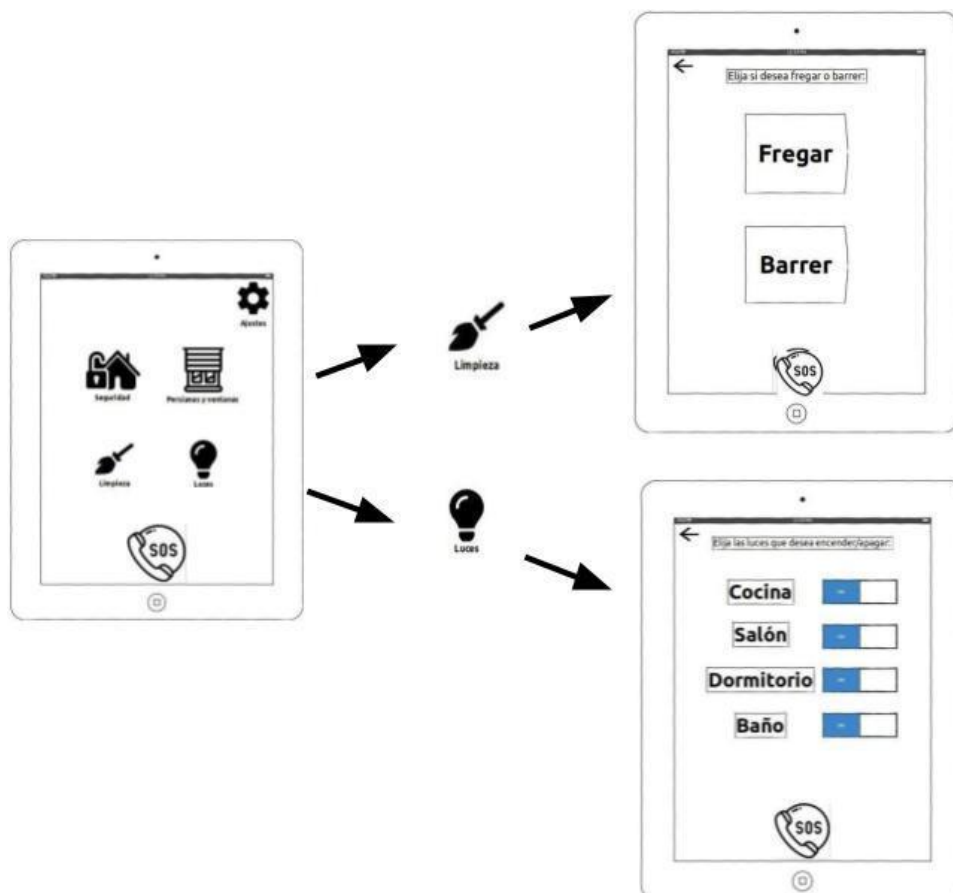 Ajustes
Seguridad
Persianas y ventanas
Limpieza
Luces
SOS
Limpieza
Luces
Elija si desea fregar o barrer:
Fregar
Barrer
SOS
Elija las luces que desea encender/apagar:
Cocina
Salón
Dormitorio
Baño
SOS